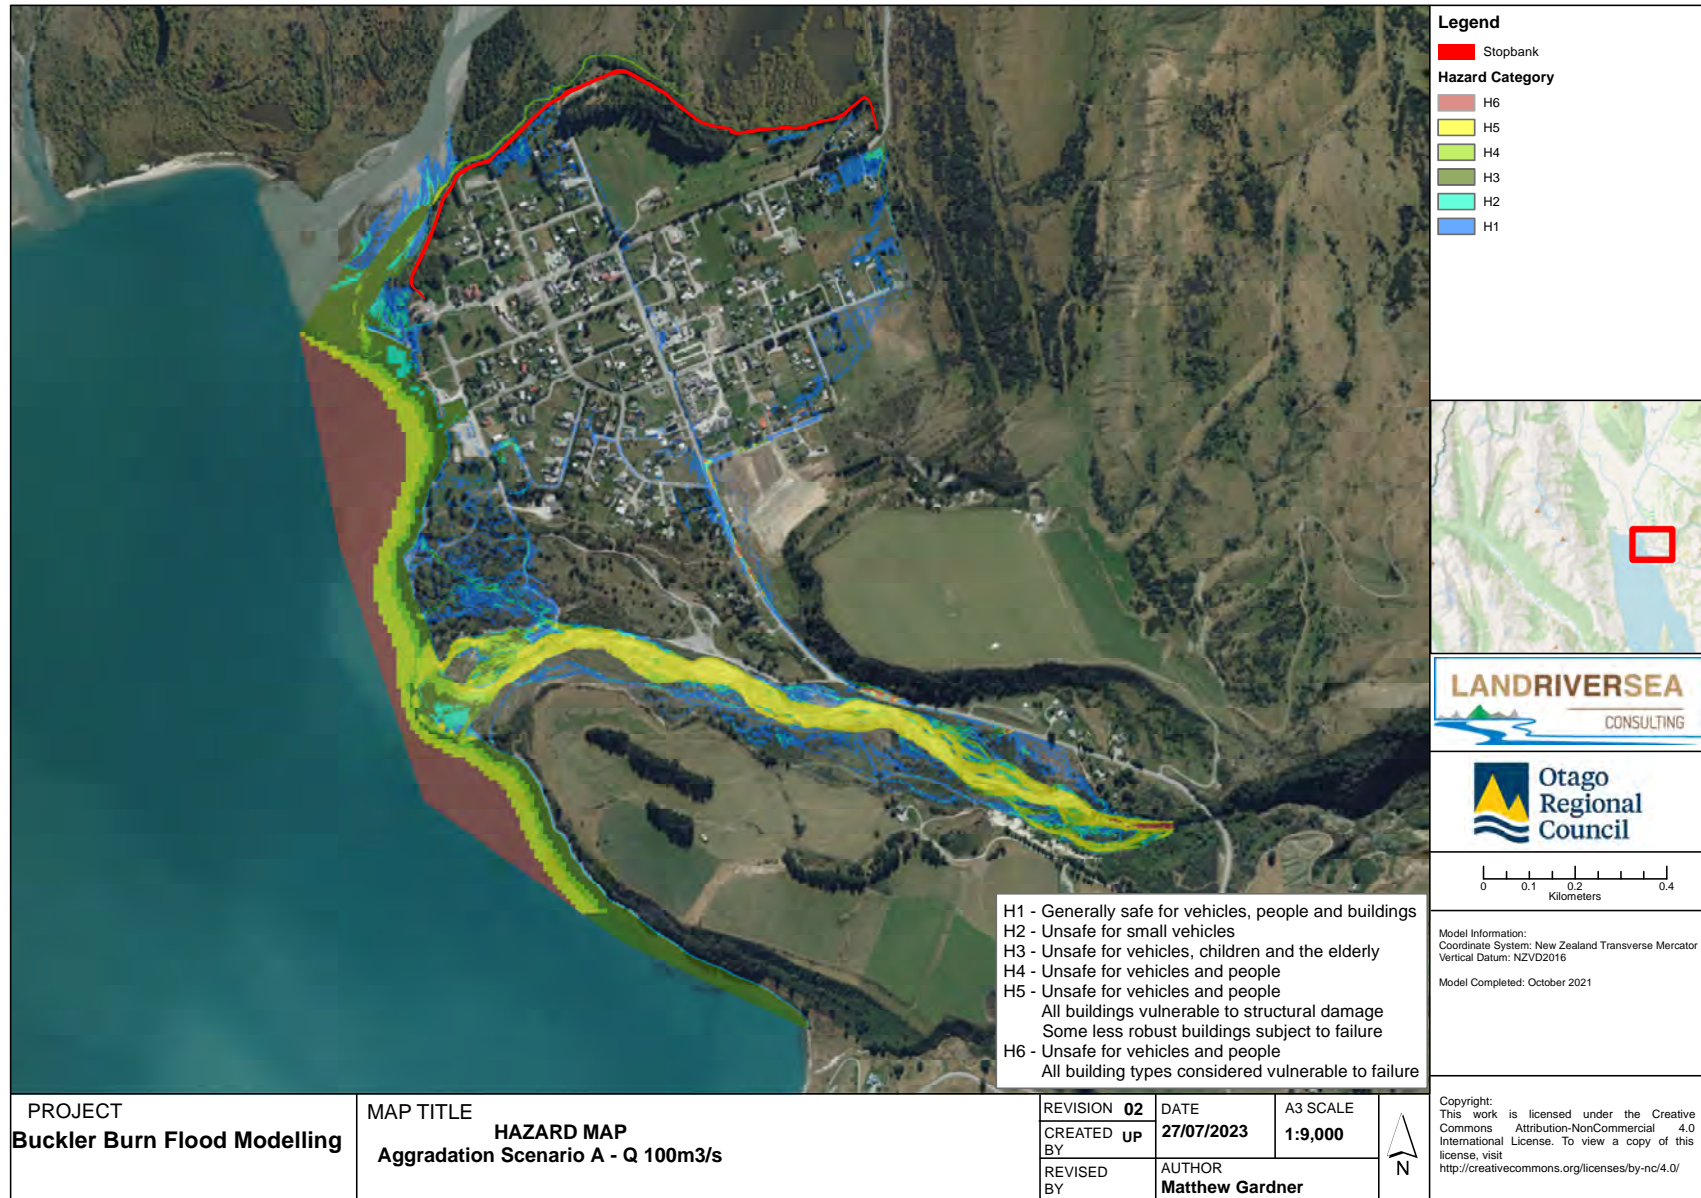 Legend
Stopbank
Hazard Category
H6
H5
H4
H3
H2
H1
LANDRIVERSEA
CONSULTING
Otago
Regional
Council
0 0.1 0.2 0.4
Kilometers
Model Information:
Coordinate System: New Zealand Transverse Mercator
Vertical Datum: NZVD2016
Model Completed: October 2021
Copyright:
This work is licensed under the Creative
Commons Attribution-NonCommercial 4.0
International License. To view a copy of this
license, visit
http://creativecommons.org/licenses/by-nc/4.0/
H1 - Generally safe for vehicles, people and buildings
H2 - Unsafe for small vehicles
H3 - Unsafe for vehicles, children and the elderly
H4 - Unsafe for vehicles and people
H5 - Unsafe for vehicles and people
All buildings vulnerable to structural damage
Some less robust buildings subject to failure
H6 - Unsafe for vehicles and people
All building types considered vulnerable to failure
PROJECT
Buckler Burn Flood Modelling
MAP TITLE
HAZARD MAP
Aggradation Scenario A - Q 100m3/s
REVISION 02
CREATED BY UP
REVISED BY
DATE
27/07/2023
A3 SCALE
1:9,000
AUTHOR
Matthew Gardner
N